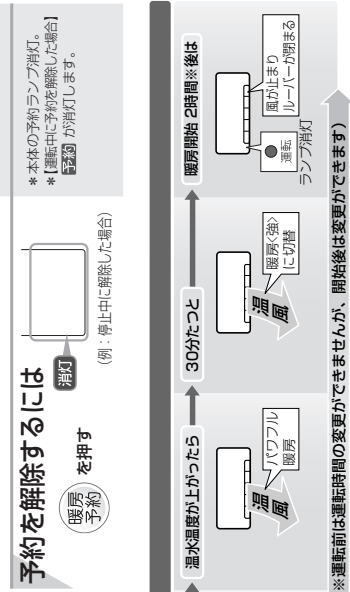 予約を解除するには
暖房
予約
を押す
消灯
(例：停止中に解除した場合)
＊本体の予約ランプ消灯。
＊【運転中に予約を解除した場合】
予約 が消灯します。
温水温度が上がったら
温風
パワフル
暖房
30分たつと
温風
暖房<強>
に切替
暖房開始 2時間※後は
運転
ランプ消灯
風が止まり
ルーバーが閉まる
※運転前は運転時間の変更ができませんが、開始後は変更ができます)